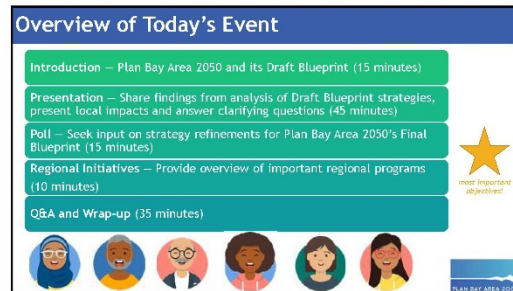 Overview of Today's Event
Introduction — Plan Bay Area 2050 and its Draft Blueprint (15 minutes)
Presentation — Share findings from analysis of Draft Blueprint strategies,
present local impacts and answer clarifying questions (45 minutes)
Poll — Seek input on strategy refinements for Plan Bay Area 2050's Final
Blueprint (15 minutes)
Regional Initiatives — Provide overview of important regional programs
(10 minutes)
Q&A and Wrap-up (35 minutes)
most important
objectives!
PLAN BAY AREA